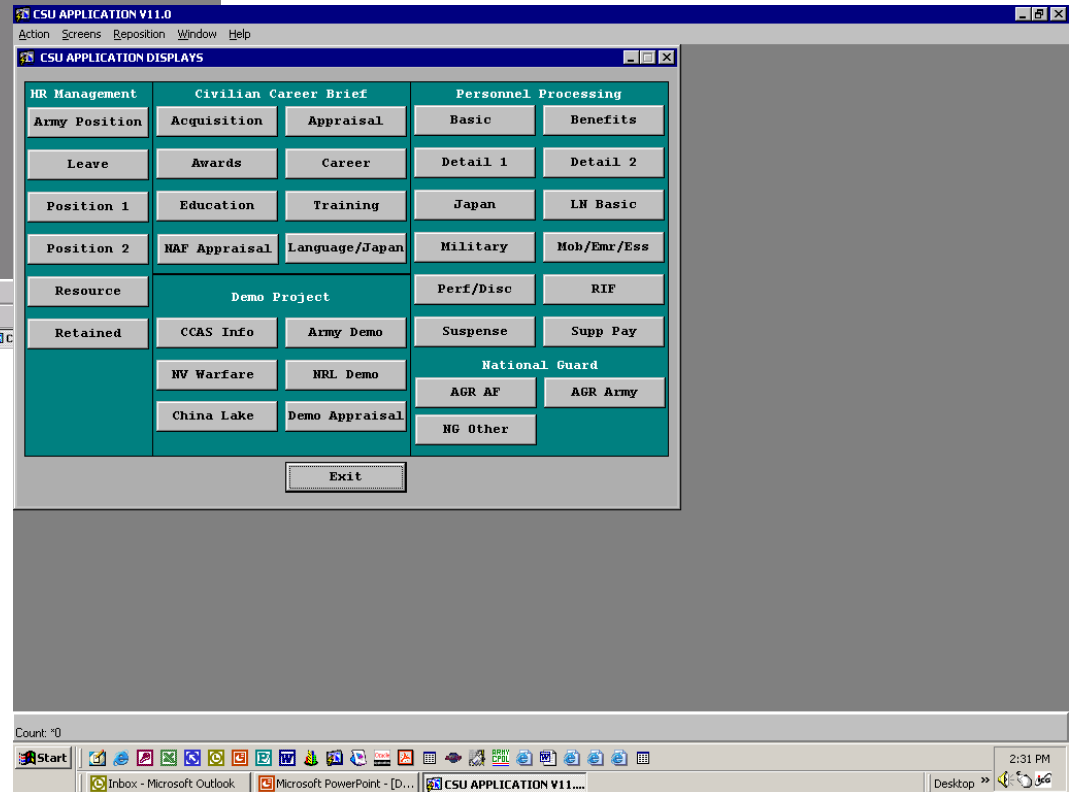 CSU APPLICATION V11.0
Action Screens Reposition Window Help
CSU APPLICATION DISPLAYS
HR Management
Army Position
Leave
Position 1
Position 2
Resource
Retained
Civilian Career Brief
Acquisition Appraisal
Awards Career
Education Training
NAF Appraisal Language/Japan
Demo Project
CCAS Info Army Demo
NV Warfare NRL Demo
China Lake Demo Appraisal
Personnel Processing
Basic Benefits
Detail 1 Detail 2
Japan LN Basic
Military Mob/Emr/Ess
Perf/Disc RIF
Suspense Supp Pay
National Guard
AGR AF AGR Army
NG Other
Exit
Count: *0
Start 2:31 PM
Inbox - Microsoft Outlook Microsoft PowerPoint - [D... CSU APPLICATION V11.... Desktop »